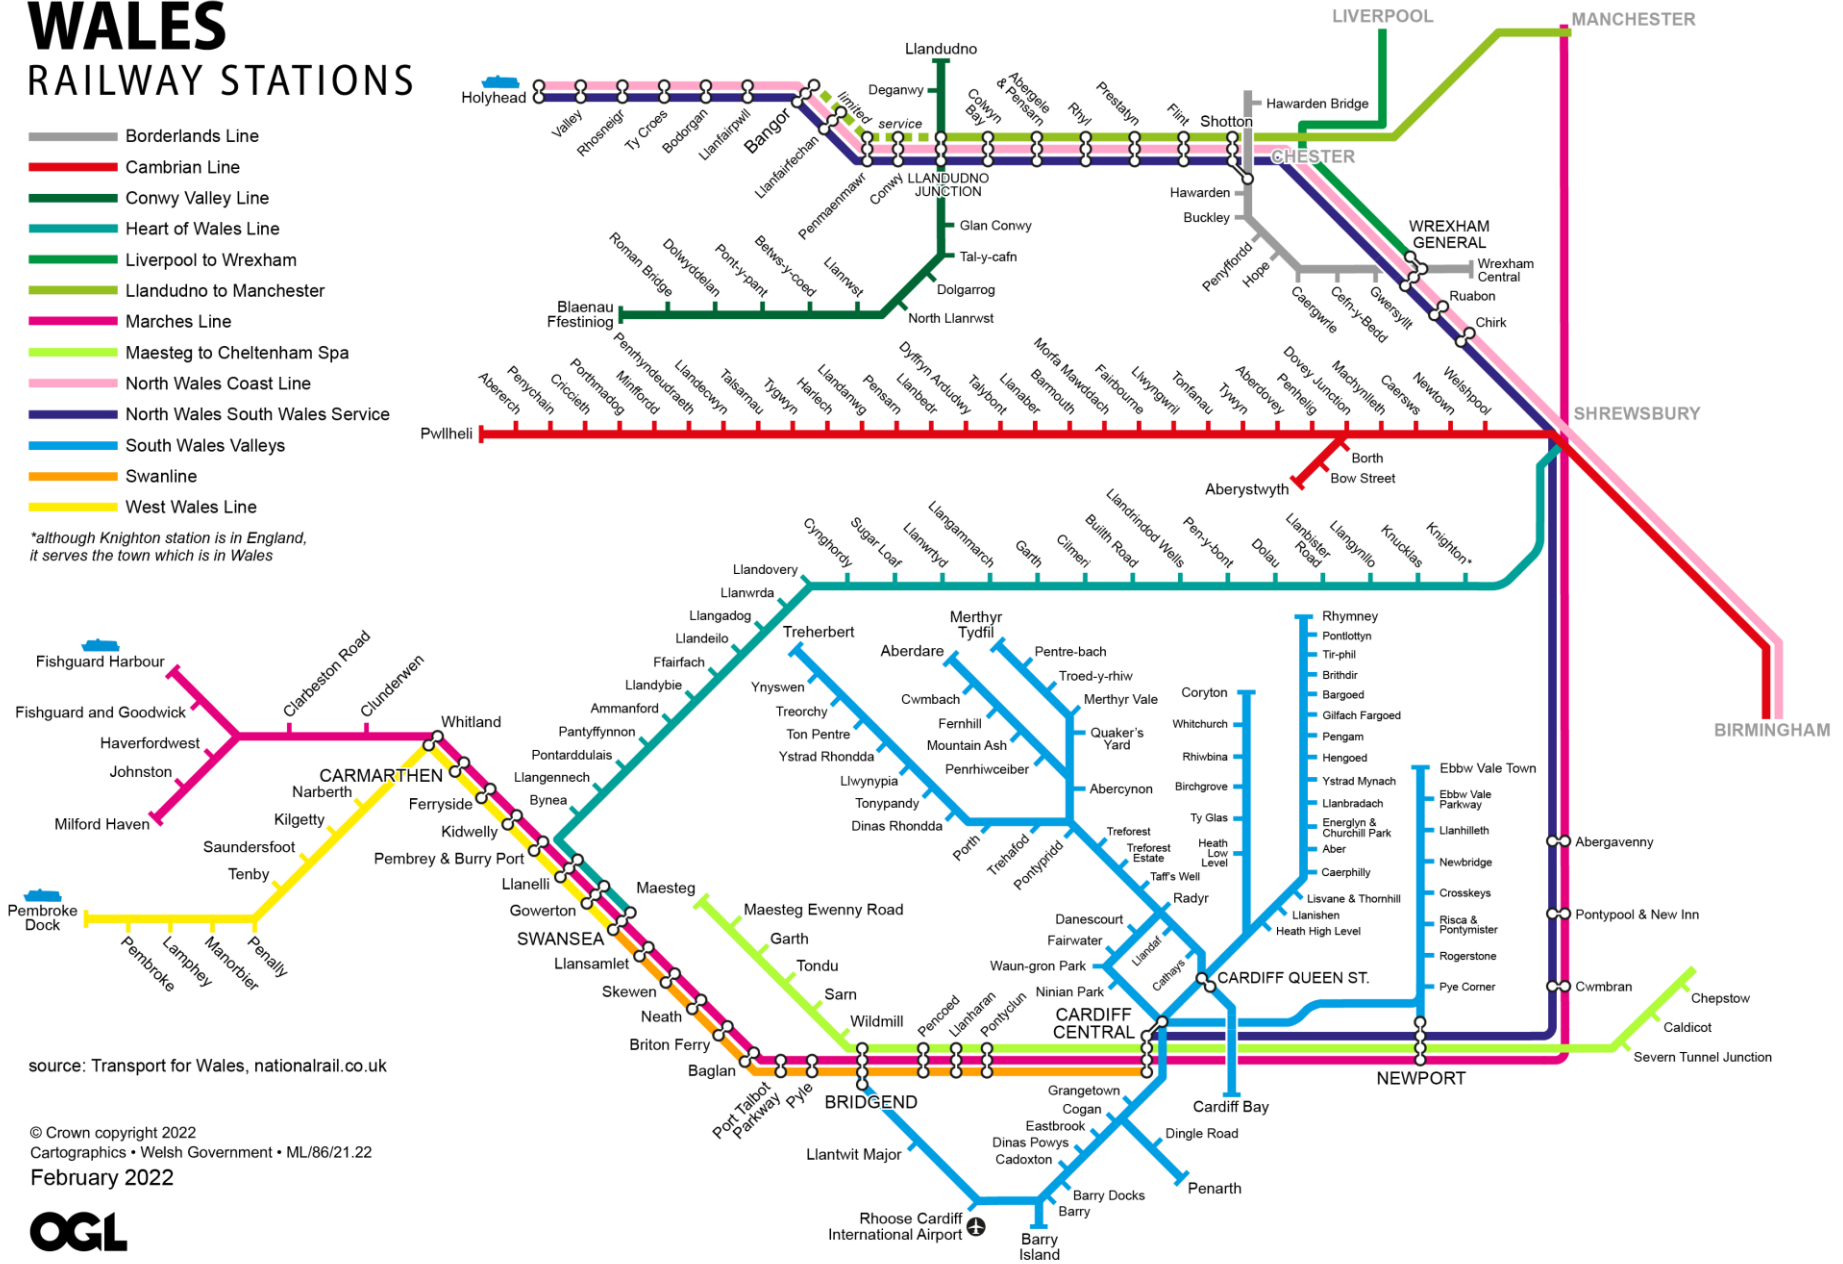 WALES
RAILWAY STATIONS
Borderlands Line
Cambrian Line
Conwy Valley Line
Heart of Wales Line
Liverpool to Wrexham
Llandudno to Manchester
Marches Line
Maesteg to Cheltenham Spa
North Wales Coast Line
North Wales South Wales Service
South Wales Valleys
Swanline
West Wales Line
*although Knighton station is in England,
it serves the town which is in Wales
LIVERPOOL
MANCHESTER
Holyhead
Valley
Rhosneigr
Ty Croes
Bodorgan
Llanfairpwll
Bangor
Llanfairfechan
Penmaenmawr
Conwy
limited
service
Llandudno
Deganwy
LLANDUDNO
JUNCTION
Colwyn
Bay
Abergele
& Pensarn
Rhyl
Prestatyn
Flint
Shotton
Hawarden Bridge
CHESTER
Hawarden
Buckley
Penyffordd
Hope
Caergwrle
Cefn-y-Bedd
Gwersyllt
Wrexham
Central
WREXHAM
GENERAL
Ruabon
Chirk
Glan Conwy
Tal-y-cafn
Dolgarrog
North Llanrwst
Llanrwst
Betws-y-coed
Pont-y-pant
Dolwyddelan
Roman Bridge
Blaenau
Ffestiniog
Pwllheli
Abererch
Penychain
Criccieth
Porthmadog
Minffordd
Penrhyndeudraeth
Llandecwyn
Talsarnau
Tygwyn
Harlech
Llandanwg
Pensarn
Llanbedr
Dyffryn Ardudwy
Talybont
Llanaber
Barmouth
Morfa Mawddach
Fairbourne
Llwyngwril
Tonfanau
Tywyn
Aberdovey
Penhelig
Dovey Junction
Machynlleth
Caersws
Newtown
Welshpool
SHREWSBURY
Borth
Bow Street
Aberystwyth
BIRMINGHAM
Knighton*
Knucklas
Llangynllo
Llanbister
Road
Dolau
Pen-y-bont
Llandrindod Wells
Builth Road
Cilmeri
Garth
Llangammarch
Llanwrtyd
Sugar Loaf
Cynghordy
Llandovery
Llanwrda
Llangadog
Llandeilo
Ffairfach
Llandybie
Ammanford
Pantyffynnon
Pontarddulais
Llangennech
Bynea
Fishguard Harbour
Fishguard and Goodwick
Haverfordwest
Johnston
Milford Haven
Clarbeston Road
Clunderwen
Whitland
CARMARTHEN
Narberth
Kilgetty
Saundersfoot
Tenby
Pembroke
Dock
Pembroke
Lamphey
Manorbier
Penally
Ferryside
Kidwelly
Pembrey & Burry Port
Llanelli
Gowerton
SWANSEA
Llansamlet
Skewen
Neath
Briton Ferry
Baglan
Port Talbot
Parkway
Pyle
BRIDGEND
Maesteg
Maesteg Ewenny Road
Garth
Tondu
Sarn
Wildmill
Pencoed
Llanharan
Pontyclun
Treherbert
Ynyswen
Treorchy
Ton Pentre
Ystrad Rhondda
Llwynypia
Tonypandy
Dinas Rhondda
Porth
Trehafod
Pontypridd
Aberdare
Cwmbach
Fernhill
Mountain Ash
Penrhiwceiber
Merthyr
Tydfil
Pentre-bach
Troed-y-rhiw
Merthyr Vale
Quaker's
Yard
Abercynon
Treforest
Treforest
Estate
Taff's Well
Radyr
Danescourt
Fairwater
Waun-gron Park
Ninian Park
Llandaf
Cathays
CARDIFF
CENTRAL
CARDIFF QUEEN ST.
Coryton
Whitchurch
Rhiwbina
Birchgrove
Ty Glas
Heath
Low
Level
Rhymney
Pontlottyn
Tir-phil
Brithdir
Bargoed
Gilfach Fargoed
Pengam
Hengoed
Ystrad Mynach
Llanbradach
Energlyn &
Churchill Park
Aber
Caerphilly
Lisvane & Thornhill
Llanishen
Heath High Level
Ebbw Vale Town
Ebbw Vale
Parkway
Llanhilleth
Newbridge
Crosskeys
Risca &
Pontymister
Rogerstone
Pye Corner
NEWPORT
Abergavenny
Pontypool & New Inn
Cwmbran
Chepstow
Caldicot
Severn Tunnel Junction
Cardiff Bay
Grangetown
Cogan
Eastbrook
Dinas Powys
Cadoxton
Dingle Road
Penarth
Barry Docks
Barry
Barry
Island
Rhoose Cardiff
International Airport
Llantwit Major
source: Transport for Wales, nationalrail.co.uk
© Crown copyright 2022
Cartographics • Welsh Government • ML/86/21.22
February 2022
OGL